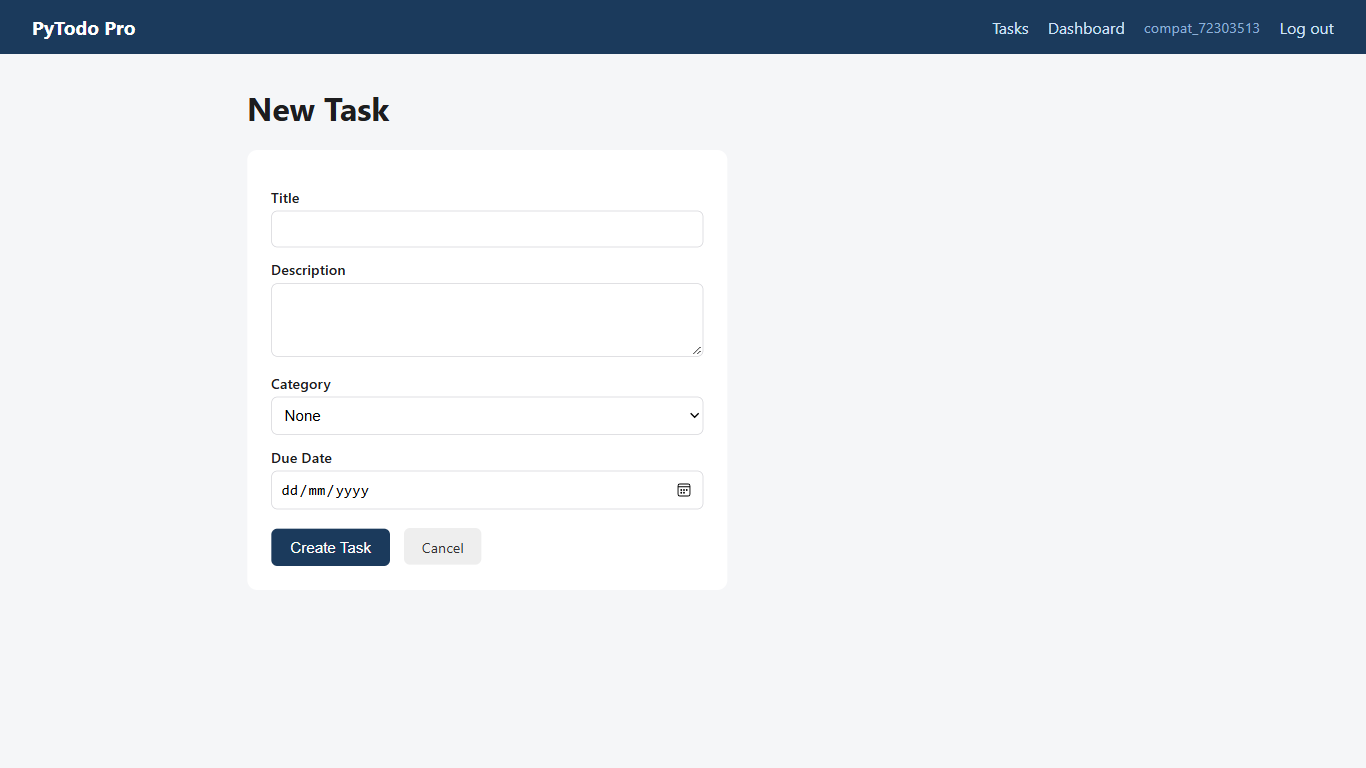 PyTodo Pro
Tasks Dashboard compat_72303513 Log out
New Task
Title
Description
Category
None
Due Date
dd/mm/yyyy
Create Task Cancel